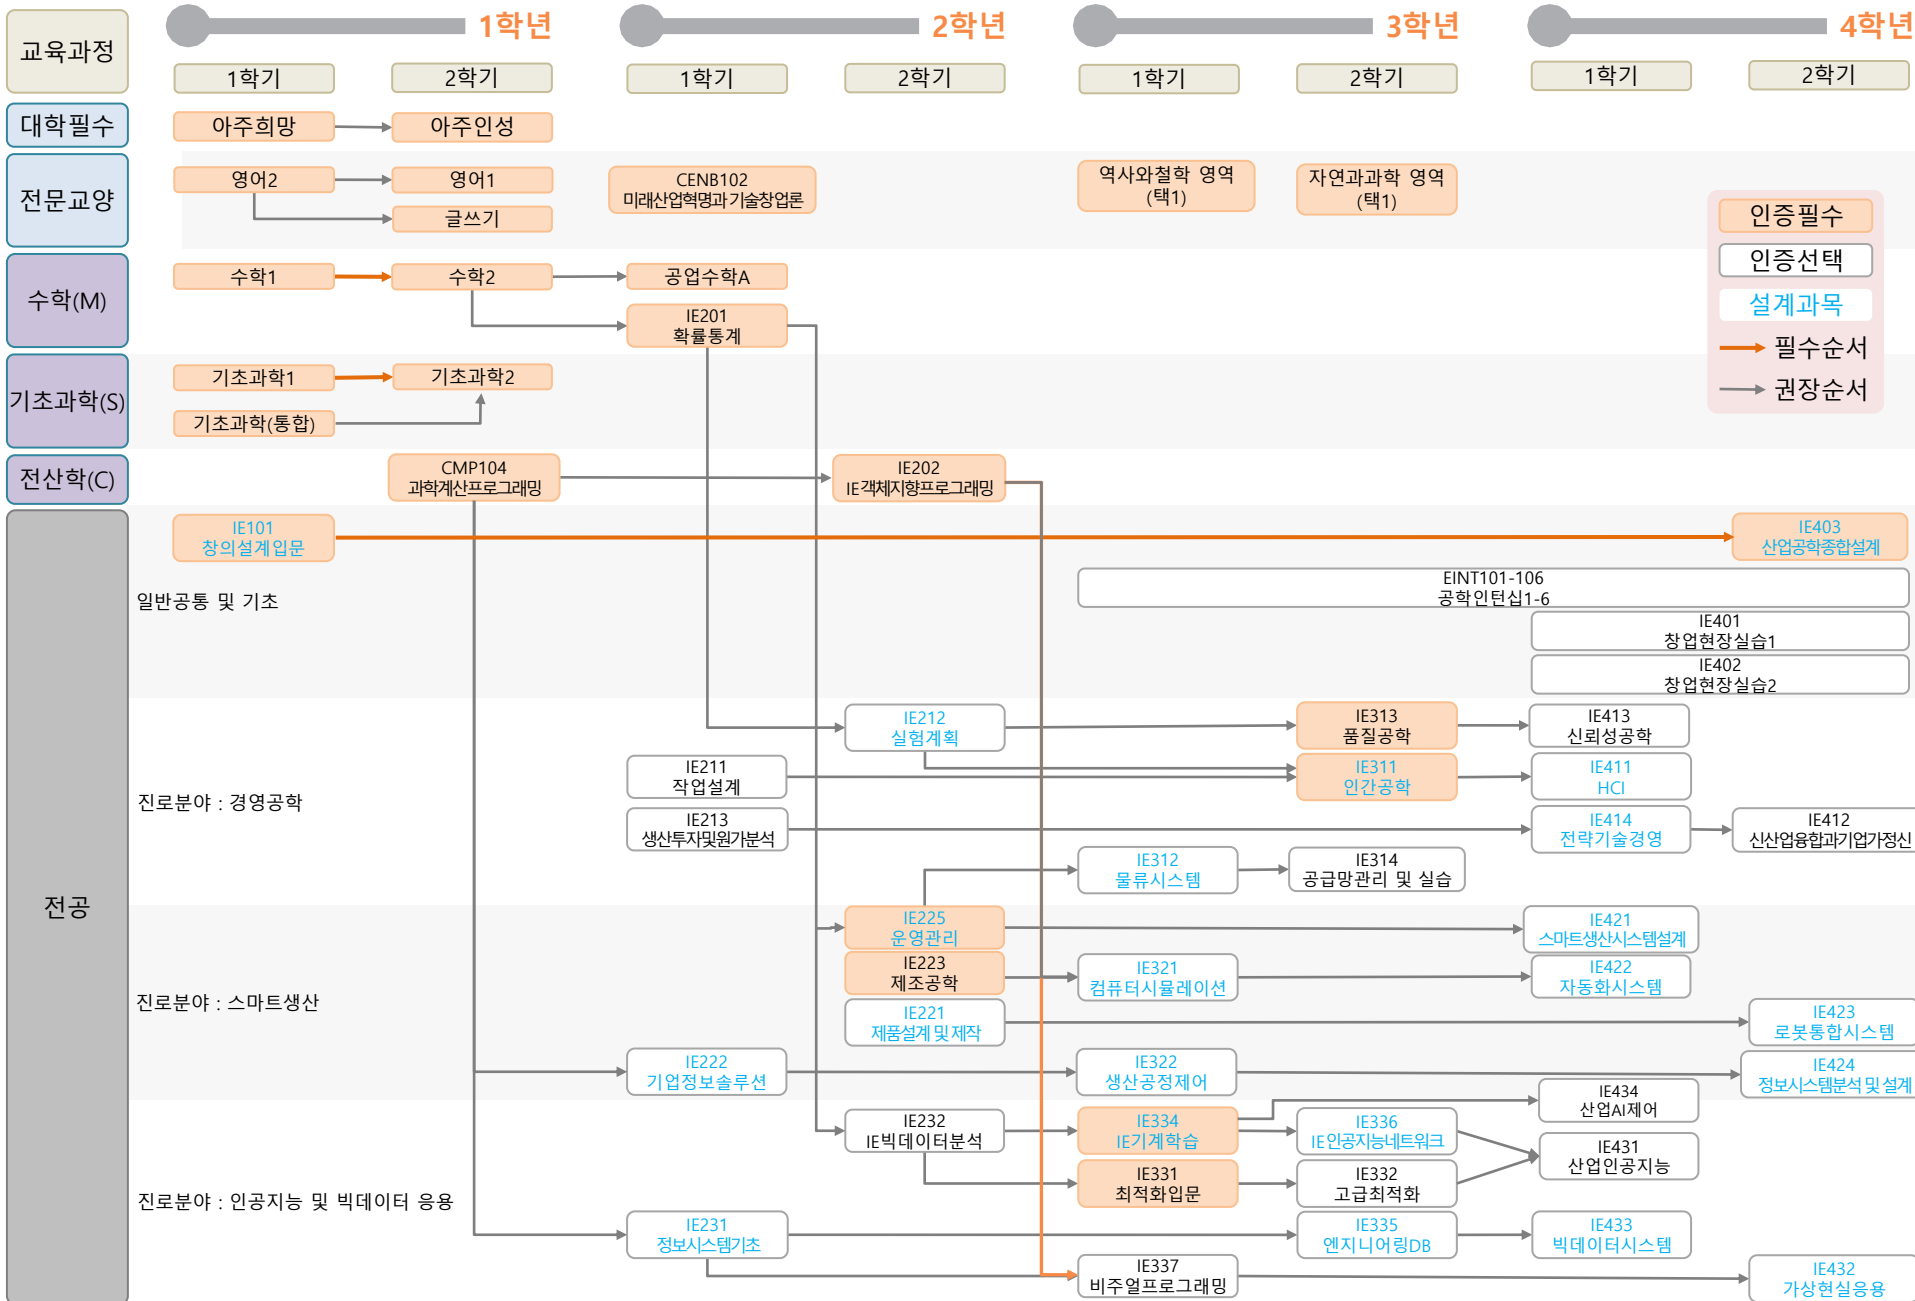 교육과정
1학년
2학년
3학년
4학년
1학기
2학기
1학기
2학기
1학기
2학기
1학기
2학기
대학필수
아주희망
아주인성
전문교양
영어2
영어1
글쓰기
CENB102
미래산업혁명과 기술창업론
역사와철학 영역
(택1)
자연과과학 영역
(택1)
인증필수
인증선택
설계과목
필수순서
권장순서
수학(M)
수학1
수학2
공업수학A
IE201
확률통계
기초과학(S)
기초과학1
기초과학2
기초과학(통합)
전산학(C)
CMP104
과학계산프로그래밍
IE202
IE객체지향프로그래밍
전공
IE101
창의설계입문
IE403
산업공학종합설계
일반공통 및 기초
EINT101-106
공학인턴십1-6
IE401
창업현장실습1
IE402
창업현장실습2
진로분야 : 경영공학
IE212
실험계획
IE313
품질공학
IE413
신뢰성공학
IE211
작업설계
IE311
인간공학
IE411
HCI
IE213
생산투자및원가분석
IE414
전략기술경영
IE412
신산업융합과기업가정신
IE312
물류시스템
IE314
공급망관리 및 실습
진로분야 : 스마트생산
IE225
운영관리
IE421
스마트생산시스템설계
IE223
제조공학
IE321
컴퓨터시뮬레이션
IE422
자동화시스템
IE221
제품설계 및 제작
IE423
로봇통합시스템
IE222
기업정보솔루션
IE322
생산공정제어
IE424
정보시스템분석 및 설계
진로분야 : 인공지능 및 빅데이터 응용
IE434
산업AI제어
IE232
IE빅데이터분석
IE334
IE기계학습
IE336
IE인공지능네트워크
IE431
산업인공지능
IE331
최적화입문
IE332
고급최적화
IE231
정보시스템기초
IE335
엔지니어링DB
IE433
빅데이터시스템
IE337
비주얼프로그래밍
IE432
가상현실응용